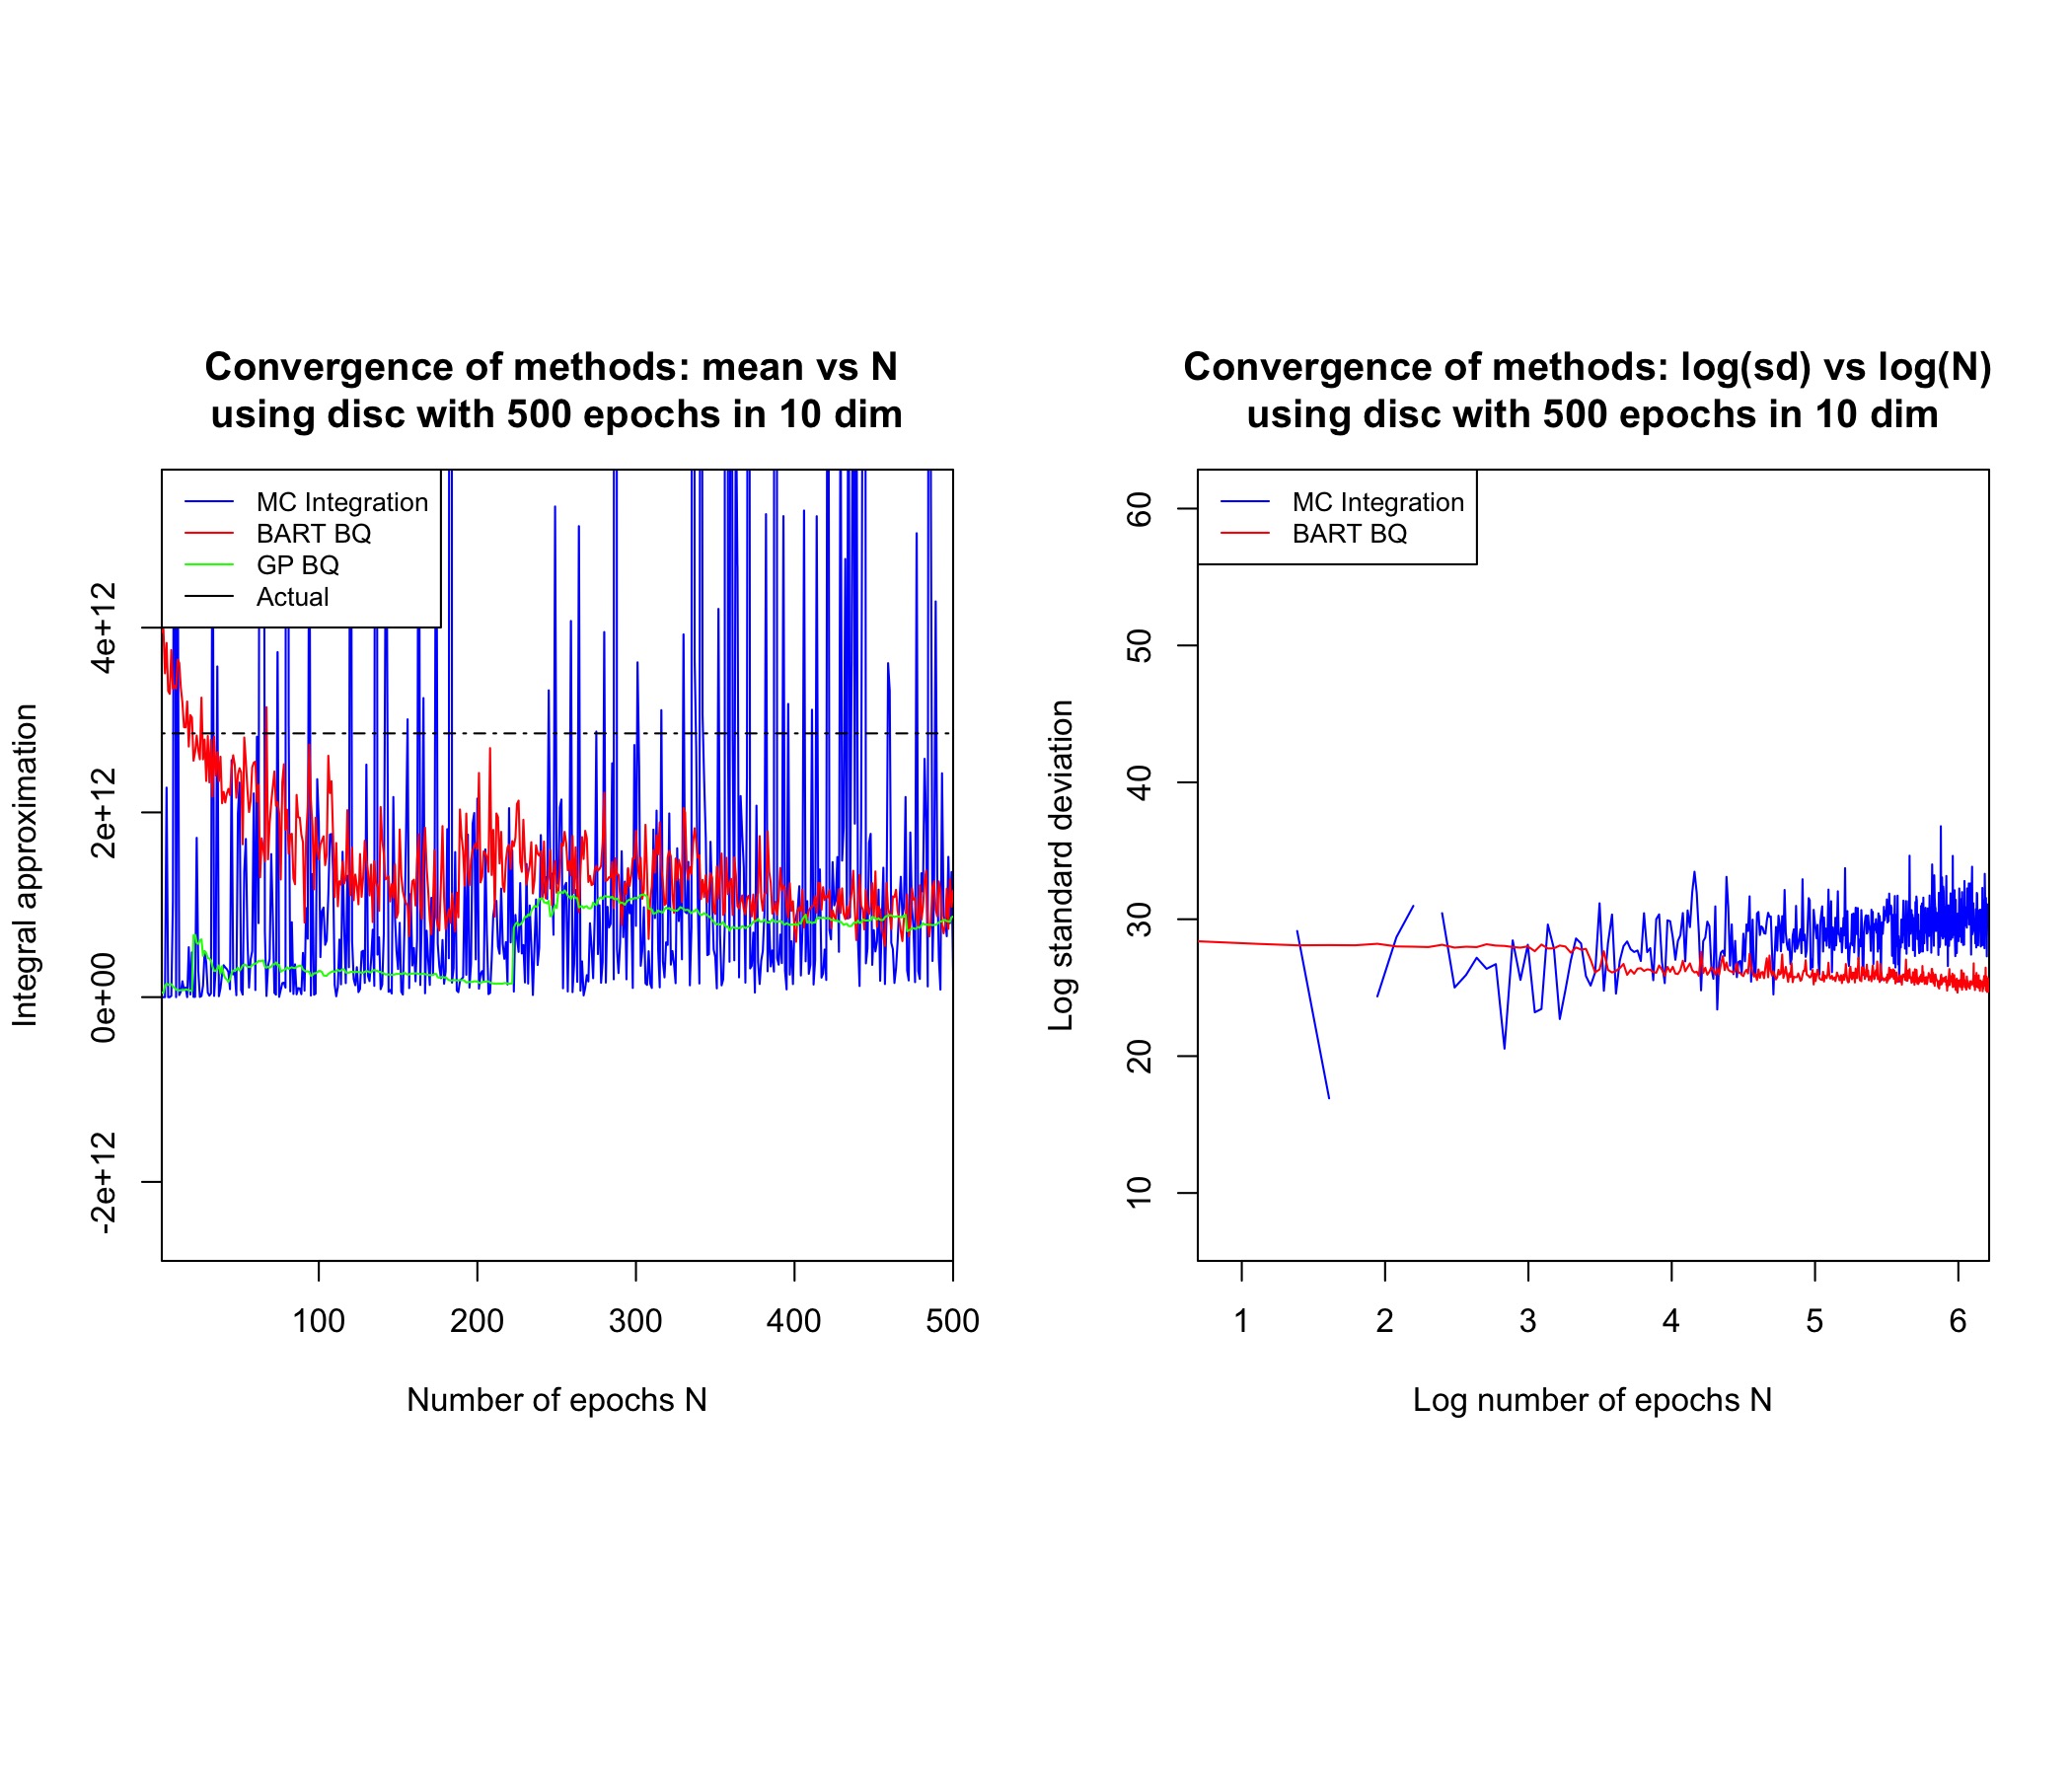 Convergence of methods: mean vs N
using disc with 500 epochs in 10 dim
MC Integration
BART BQ
GP BQ
Actual
Integral approximation
4e+12
2e+12
0e+00
-2e+12
100 200 300 400 500
Number of epochs N
Convergence of methods: log(sd) vs log(N)
using disc with 500 epochs in 10 dim
MC Integration
BART BQ
Log standard deviation
60
50
40
30
20
10
1 2 3 4 5 6
Log number of epochs N